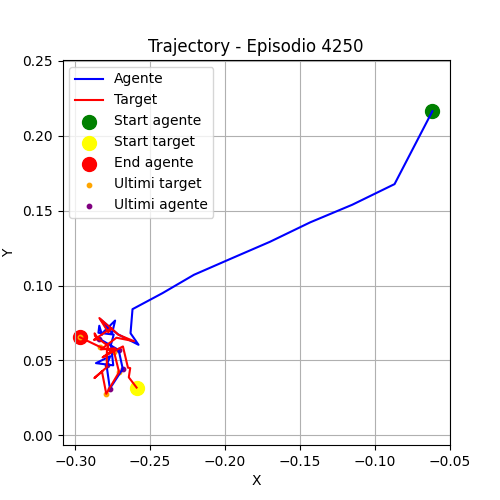 Trajectory - Episodio 4250
0.25
0.20
0.15
0.10
0.05
0.00
Y
Agente
Target
Start agente
Start target
End agente
Ultimi target
Ultimi agente
−0.30
−0.25
−0.20
−0.15
−0.10
−0.05
X